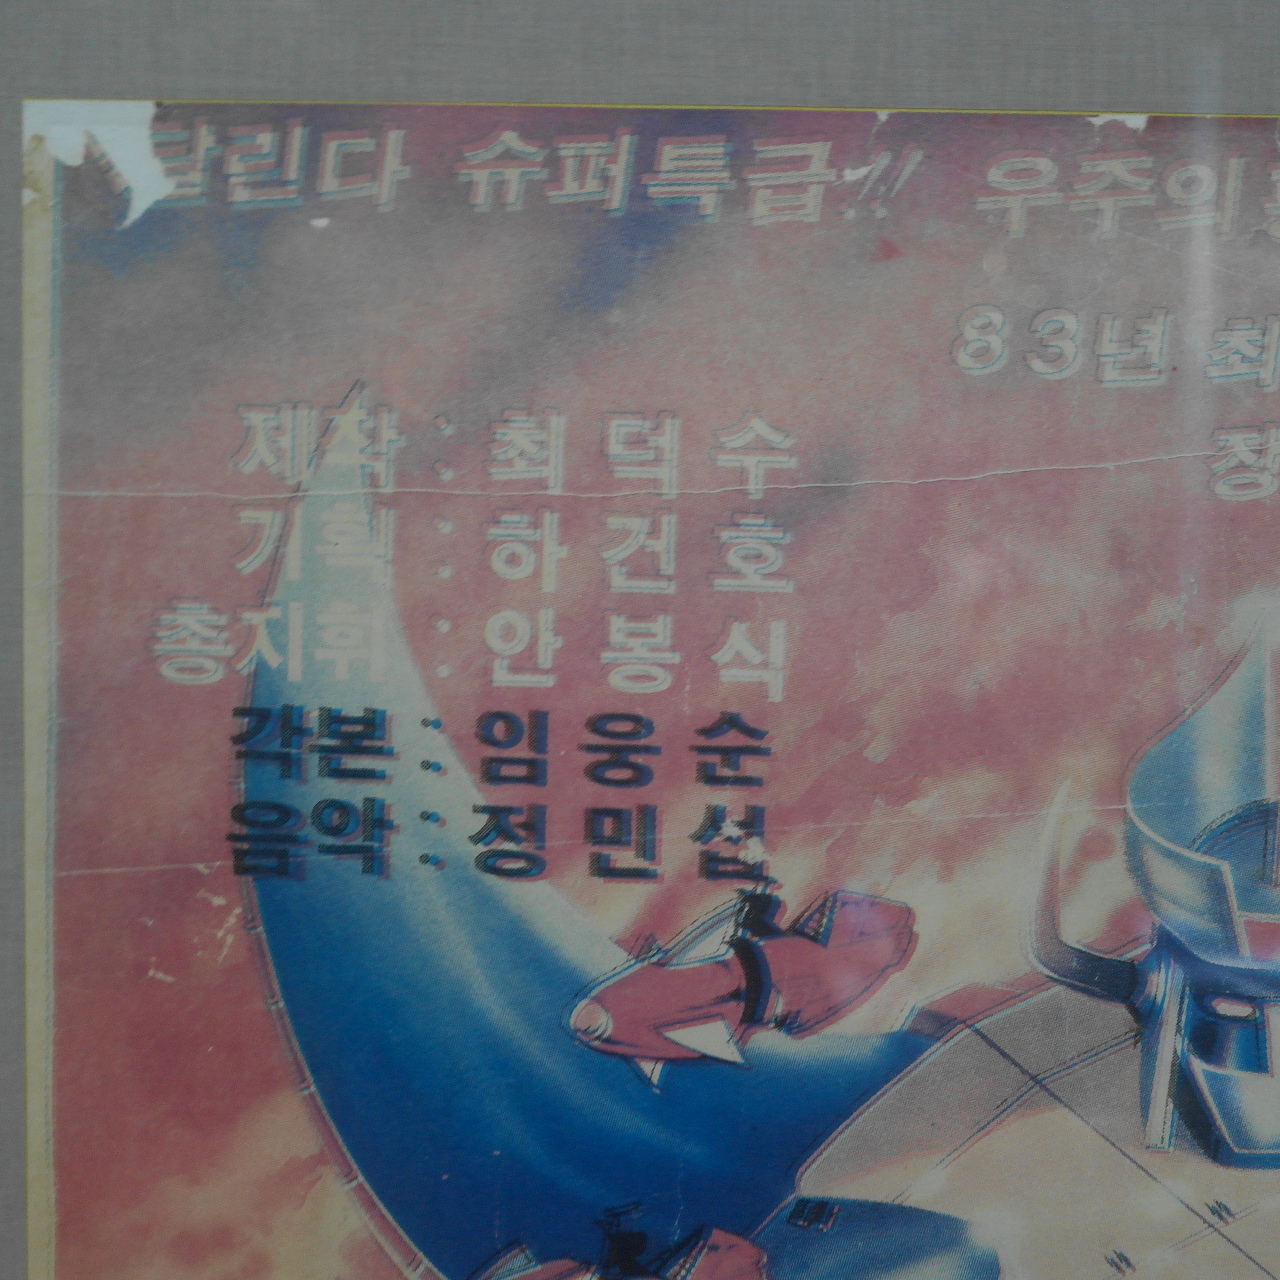 달린다 슈퍼특급!! 우주의
83년 최
정
제작 : 최덕수
기획 : 하건호
총지휘 : 안봉식
각본 : 임웅순
음악 : 정민섭